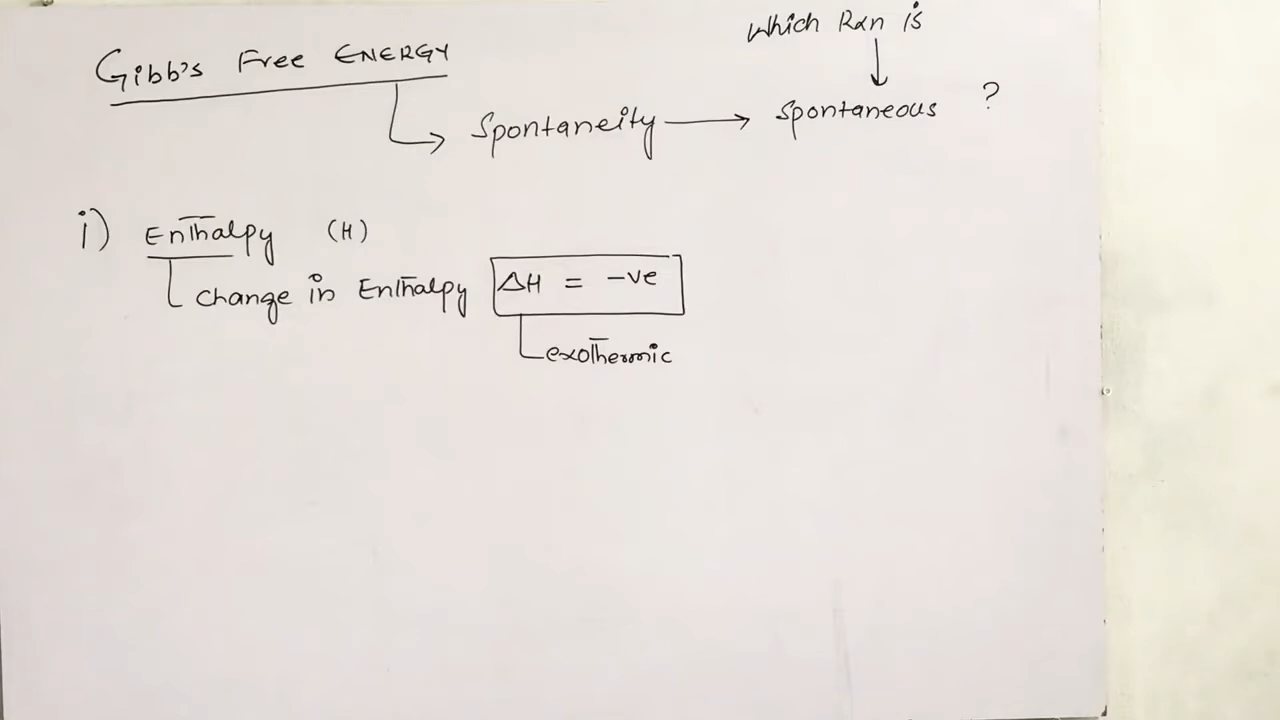 Which Rxn is
Gibb's Free ENERGY
Spontaneity → Spontaneous ?
i) Enthalpy (H)
Change in Enthalpy ΔH = -ve
exothermic